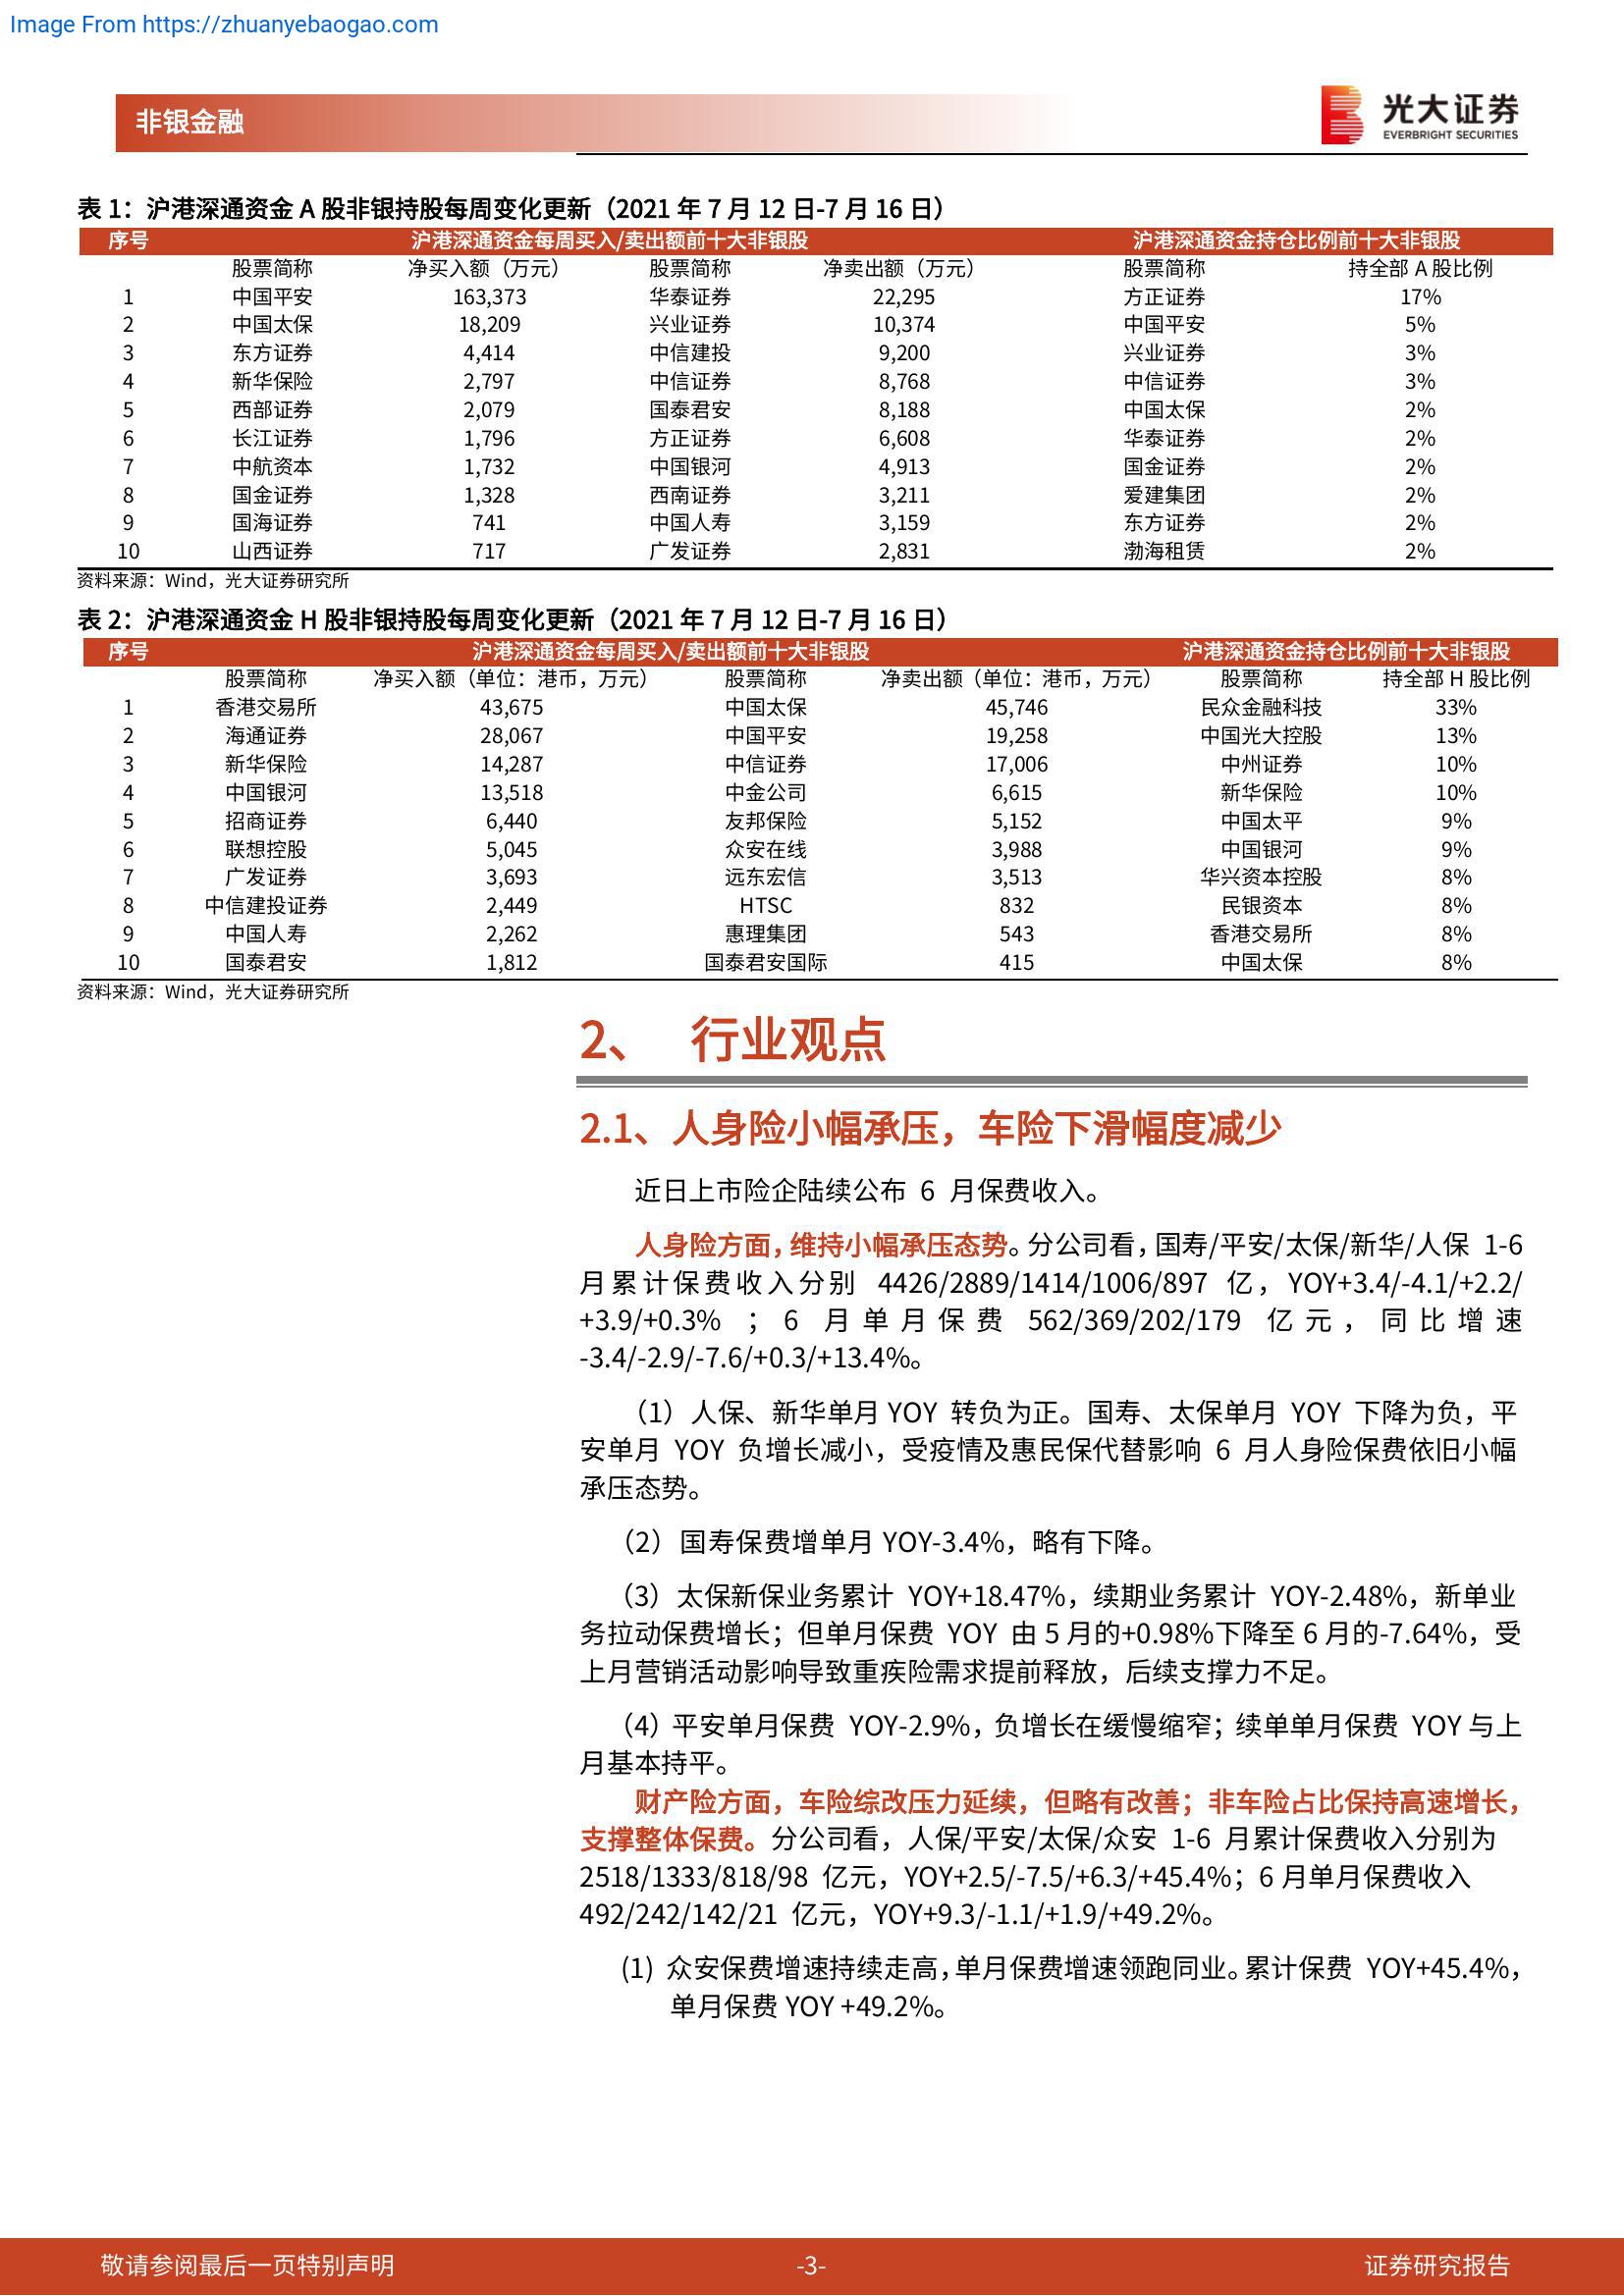 Image From https://zhuanyebaogao.com
非银金融
光大证券
EVERBRIGHT SECURITIES
表 1：沪港深通资金 A 股非银持股每周变化更新（2021 年 7 月 12 日-7 月 16 日）
序号 沪港深通资金每周买入/卖出额前十大非银股 沪港深通资金持仓比例前十大非银股
股票简称 净买入额（万元） 股票简称 净卖出额（万元） 股票简称 持全部 A 股比例
1 中国平安 163,373 华泰证券 22,295 方正证券 17%
2 中国太保 18,209 兴业证券 10,374 中国平安 5%
3 东方证券 4,414 中信建投 9,200 兴业证券 3%
4 新华保险 2,797 中信证券 8,768 中信证券 3%
5 西部证券 2,079 国泰君安 8,188 中国太保 2%
6 长江证券 1,796 方正证券 6,608 华泰证券 2%
7 中航资本 1,732 中国银河 4,913 国金证券 2%
8 国金证券 1,328 西南证券 3,211 爱建集团 2%
9 国海证券 741 中国人寿 3,159 东方证券 2%
10 山西证券 717 广发证券 2,831 渤海租赁 2%
资料来源：Wind，光大证券研究所
表 2：沪港深通资金 H 股非银持股每周变化更新（2021 年 7 月 12 日-7 月 16 日）
序号 沪港深通资金每周买入/卖出额前十大非银股 沪港深通资金持仓比例前十大非银股
股票简称 净买入额（单位：港币，万元） 股票简称 净卖出额（单位：港币，万元） 股票简称 持全部 H 股比例
1 香港交易所 43,675 中国太保 45,746 民众金融科技 33%
2 海通证券 28,067 中国平安 19,258 中国光大控股 13%
3 新华保险 14,287 中信证券 17,006 中州证券 10%
4 中国银河 13,518 中金公司 6,615 新华保险 10%
5 招商证券 6,440 友邦保险 5,152 中国太平 9%
6 联想控股 5,045 众安在线 3,988 中国银河 9%
7 广发证券 3,693 远东宏信 3,513 华兴资本控股 8%
8 中信建投证券 2,449 HTSC 832 民银资本 8%
9 中国人寿 2,262 惠理集团 543 香港交易所 8%
10 国泰君安 1,812 国泰君安国际 415 中国太保 8%
资料来源：Wind，光大证券研究所
2、 行业观点
2.1、人身险小幅承压，车险下滑幅度减少
近日上市险企陆续公布 6 月保费收入。
人身险方面，维持小幅承压态势。分公司看，国寿/平安/太保/新华/人保 1-6
月累计保费收入分别 4426/2889/1414/1006/897 亿，YOY+3.4/-4.1/+2.2/
+3.9/+0.3% ；6 月单月保费 562/369/202/179 亿元，同比增速
-3.4/-2.9/-7.6/+0.3/+13.4%。
（1）人保、新华单月 YOY 转负为正。国寿、太保单月 YOY 下降为负，平
安单月 YOY 负增长减小，受疫情及惠民保代替影响 6 月人身险保费依旧小幅
承压态势。
（2）国寿保费增单月 YOY-3.4%，略有下降。
（3）太保新保业务累计 YOY+18.47%，续期业务累计 YOY-2.48%，新单业
务拉动保费增长；但单月保费 YOY 由 5 月的+0.98%下降至 6 月的-7.64%，受
上月营销活动影响导致重疾险需求提前释放，后续支撑力不足。
（4）平安单月保费 YOY-2.9%，负增长在缓慢缩窄；续单单月保费 YOY 与上
月基本持平。
财产险方面，车险综改压力延续，但略有改善；非车险占比保持高速增长，
支撑整体保费。分公司看，人保/平安/太保/众安 1-6 月累计保费收入分别为
2518/1333/818/98 亿元，YOY+2.5/-7.5/+6.3/+45.4%；6 月单月保费收入
492/242/142/21 亿元，YOY+9.3/-1.1/+1.9/+49.2%。
(1) 众安保费增速持续走高，单月保费增速领跑同业。累计保费 YOY+45.4%，
单月保费 YOY +49.2%。
敬请参阅最后一页特别声明 -3- 证券研究报告